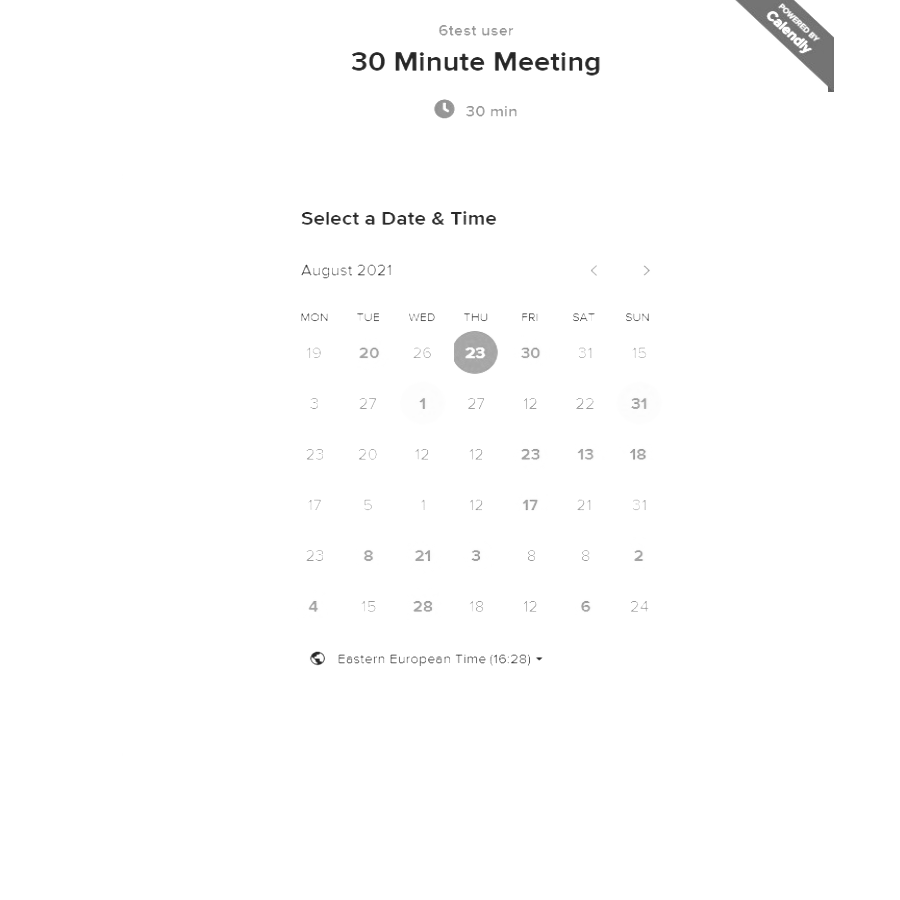 6test user
30 Minute Meeting
30 min
POWERED BY
Calendly
Select a Date & Time
August 2021
MON TUE WED THU FRI SAT SUN
19 20 26 23 30 31 15
3 27 1 27 12 22 31
23 20 12 12 23 13 18
17 5 1 12 17 21 31
23 8 21 3 8 8 2
4 15 28 18 12 6 24
Eastern European Time (16:28)